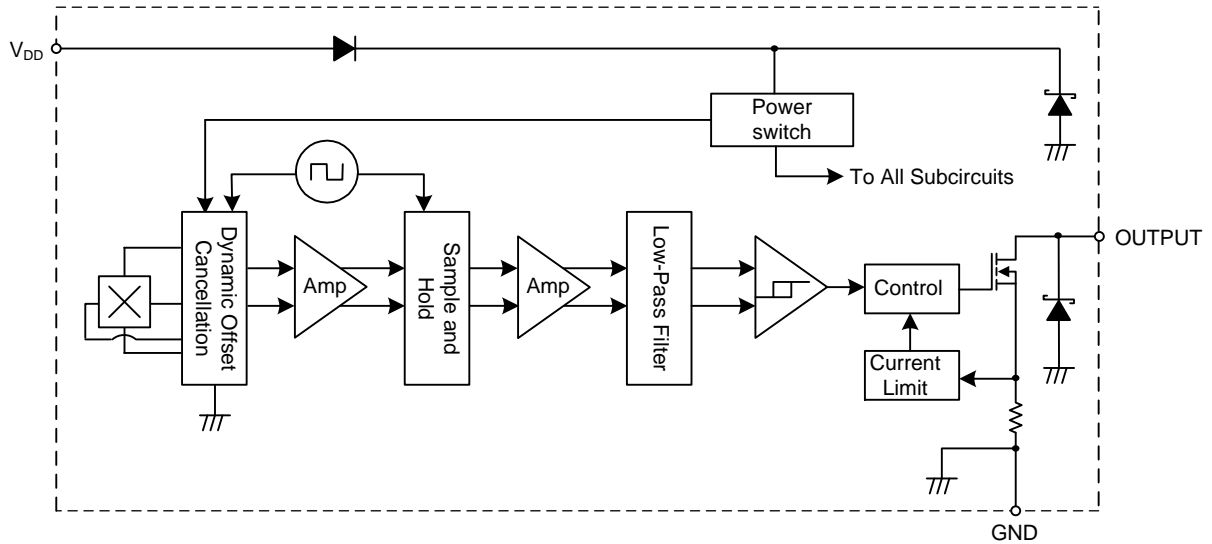 V_DD
Power
switch
To All Subcircuits
Dynamic Offset
Cancellation
Amp
Sample and
Hold
Amp
Low-Pass Filter
Control
Current
Limit
OUTPUT
GND